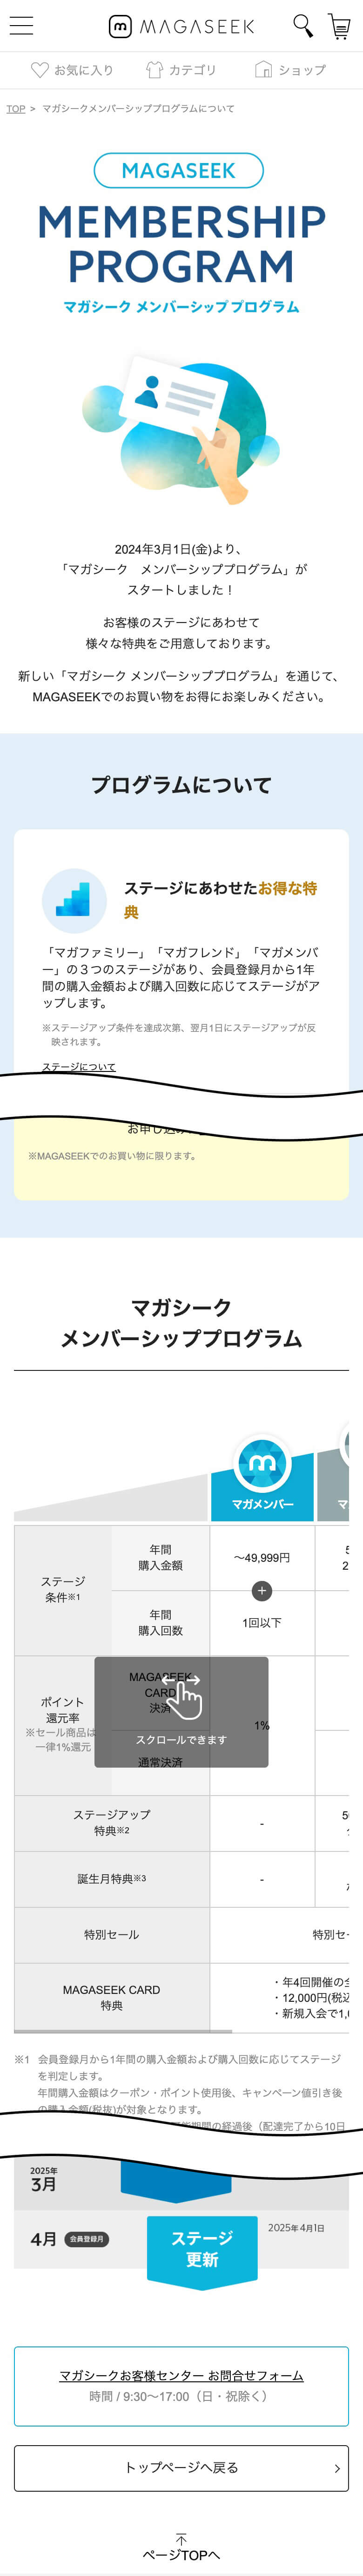 MAGASEEK
お気に入り
カテゴリ
ショップ
TOP > マガシークメンバーシッププログラムについて
MAGASEEK
MEMBERSHIP
PROGRAM
マガシーク メンバーシッププログラム
2024年3月1日(金)より、
「マガシーク　メンバーシッププログラム」が
スタートしました！
お客様のステージにあわせて
様々な特典をご用意しております。
新しい「マガシーク メンバーシッププログラム」を通じて、
MAGASEEKでのお買い物をお得にお楽しみください。
プログラムについて
ステージにあわせたお得な特
典
「マガファミリー」「マガフレンド」「マガメンバ
ー」の３つのステージがあり、会員登録月から1年
間の購入金額および購入回数に応じてステージがア
ップします。
※ステージアップ条件を達成次第、翌月1日にステージアップが反
映されます。
ステージについて
お申し込み
※MAGASEEKでのお買い物に限ります。
マガシーク
メンバーシッププログラム
マガメンバー
マ
ステージ
条件※1
年間
購入金額
〜49,999円
5
2
+
年間
購入回数
1回以下
ポイント
還元率
※セール商品は
一律1%還元
MAGASEEK
CARD
決済
1%
スクロールできます
通常決済
ステージアップ
特典※2
-
50
誕生月特典※3
-
特別セール
特別セー
MAGASEEK CARD
特典
・年4回開催の全
・12,000円(税込
・新規入会で1,0
※1 会員登録月から1年間の購入金額および購入回数に応じてステージ
を判定します。
年間購入金額はクーポン・ポイント使用後、キャンペーン値引き後
の購入金額(税抜)が対象となります。
期間の経過後（配達完了から10日
2025年
3月
4月
会員登録月
ステージ
更新
2025年4月1日
マガシークお客様センター お問合せフォーム
時間 / 9:30〜17:00（日・祝除く）
トップページへ戻る
ページTOPへ